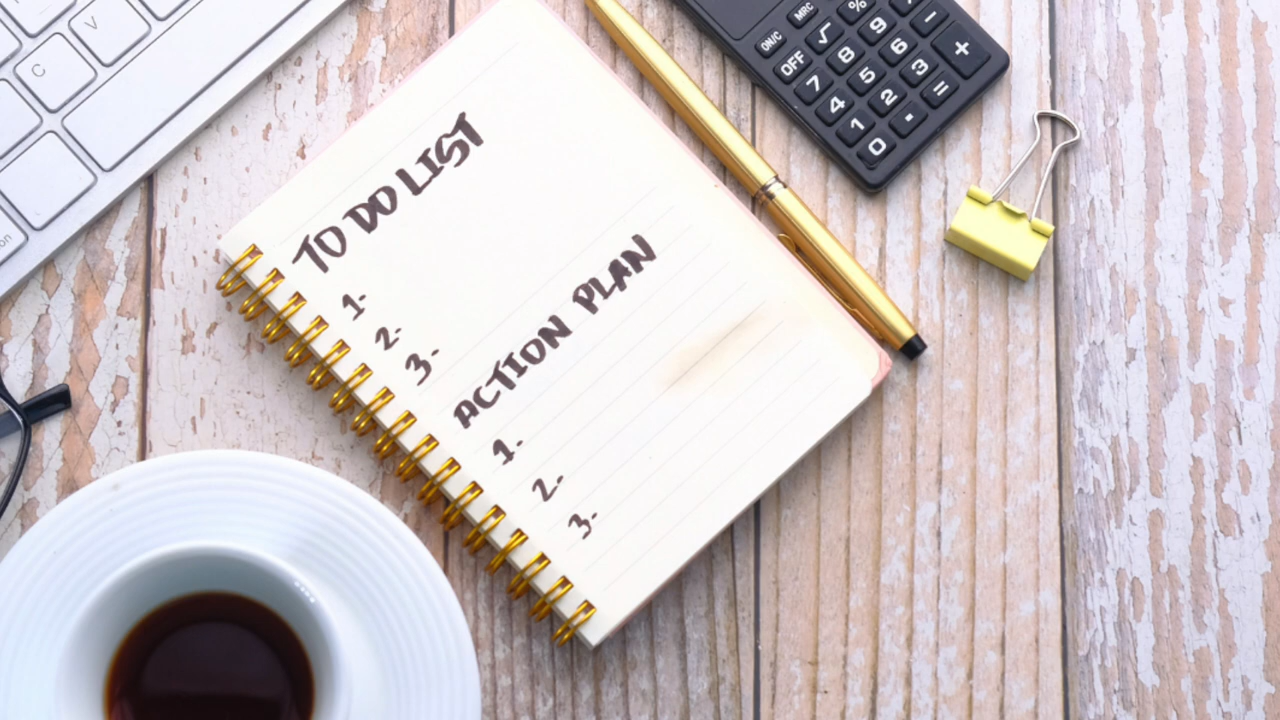 TO DO LIST
1-
2-
3-
ACTION PLAN
1-
2-
3-
V
C
ON/C MRC %
OFF √ 9 -
7 8 6 +
4 5 3
1 2 =
0 .